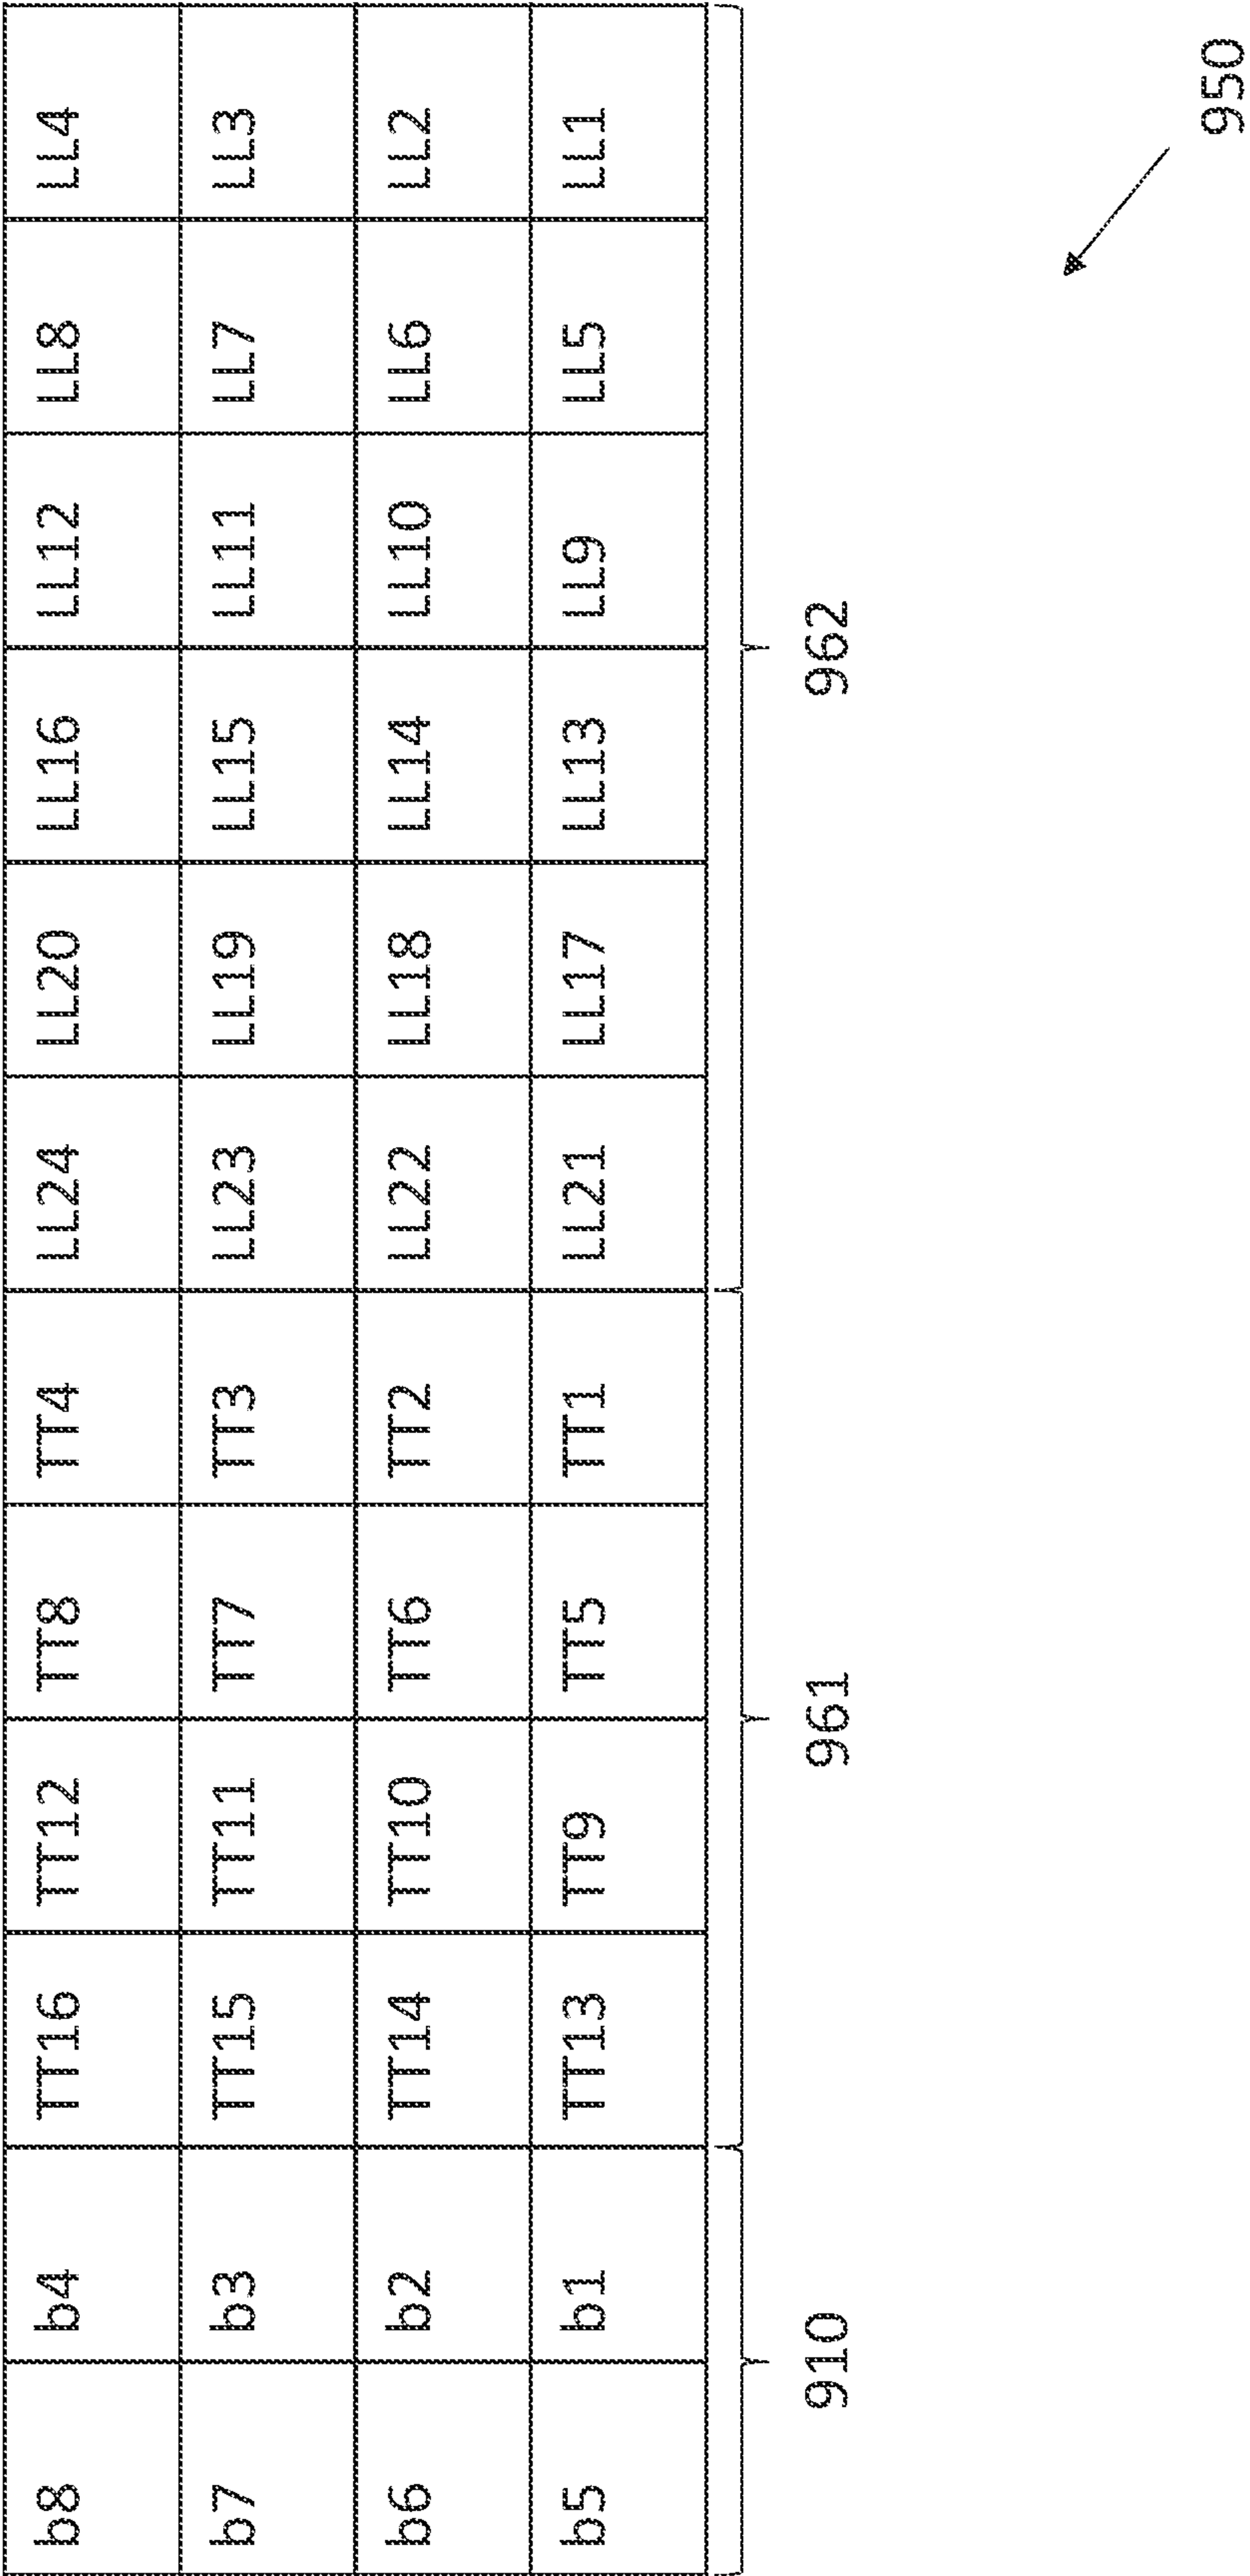 b8 b4 TT16 TT12 TT8 TT4 LL24 LL20 LL16 LL12 LL8 LL4
b7 b3 TT15 TT11 TT7 TT3 LL23 LL19 LL15 LL11 LL7 LL3
b6 b2 TT14 TT10 TT6 TT2 LL22 LL18 LL14 LL10 LL6 LL2
b5 b1 TT13 TT9 TT5 TT1 LL21 LL17 LL13 LL9 LL5 LL1
910 961 962
950